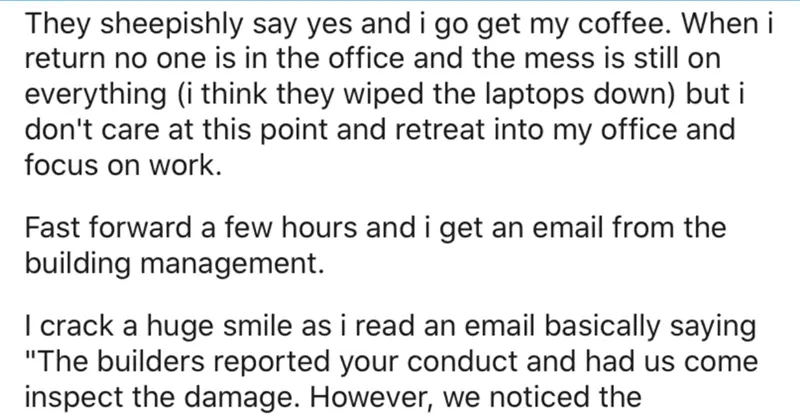 They sheepishly say yes and i go get my coffee. When i
return no one is in the office and the mess is still on
everything (i think they wiped the laptops down) but i
don't care at this point and retreat into my office and
focus on work.
Fast forward a few hours and i get an email from the
building management.
I crack a huge smile as i read an email basically saying
"The builders reported your conduct and had us come
inspect the damage. However, we noticed the